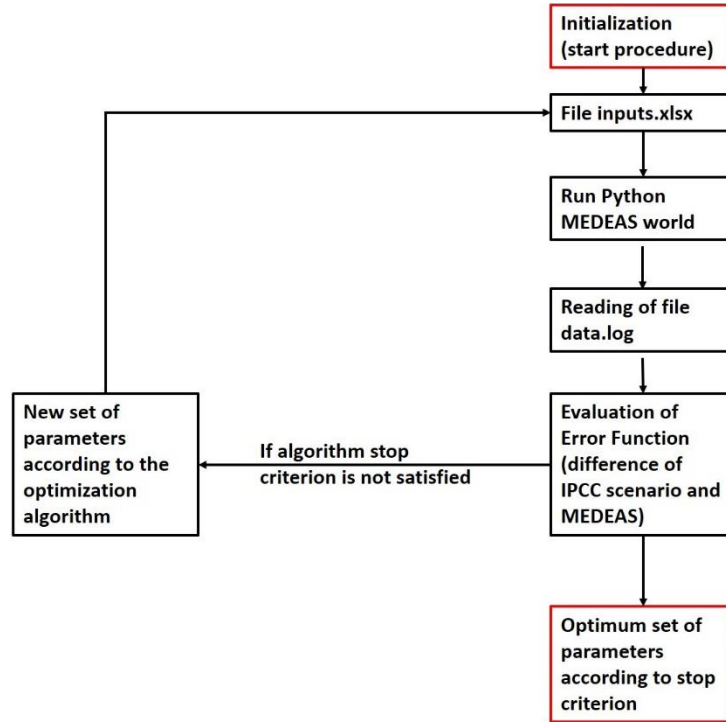 Initialization
(start procedure)
File inputs.xlsx
Run Python
MEDEAS world
Reading of file
data.log
Evaluation of
Error Function
(difference of
IPCC scenario and
MEDEAS)
If algorithm stop
criterion is not satisfied
New set of
parameters
according to the
optimization
algorithm
Optimum set of
parameters
according to stop
criterion